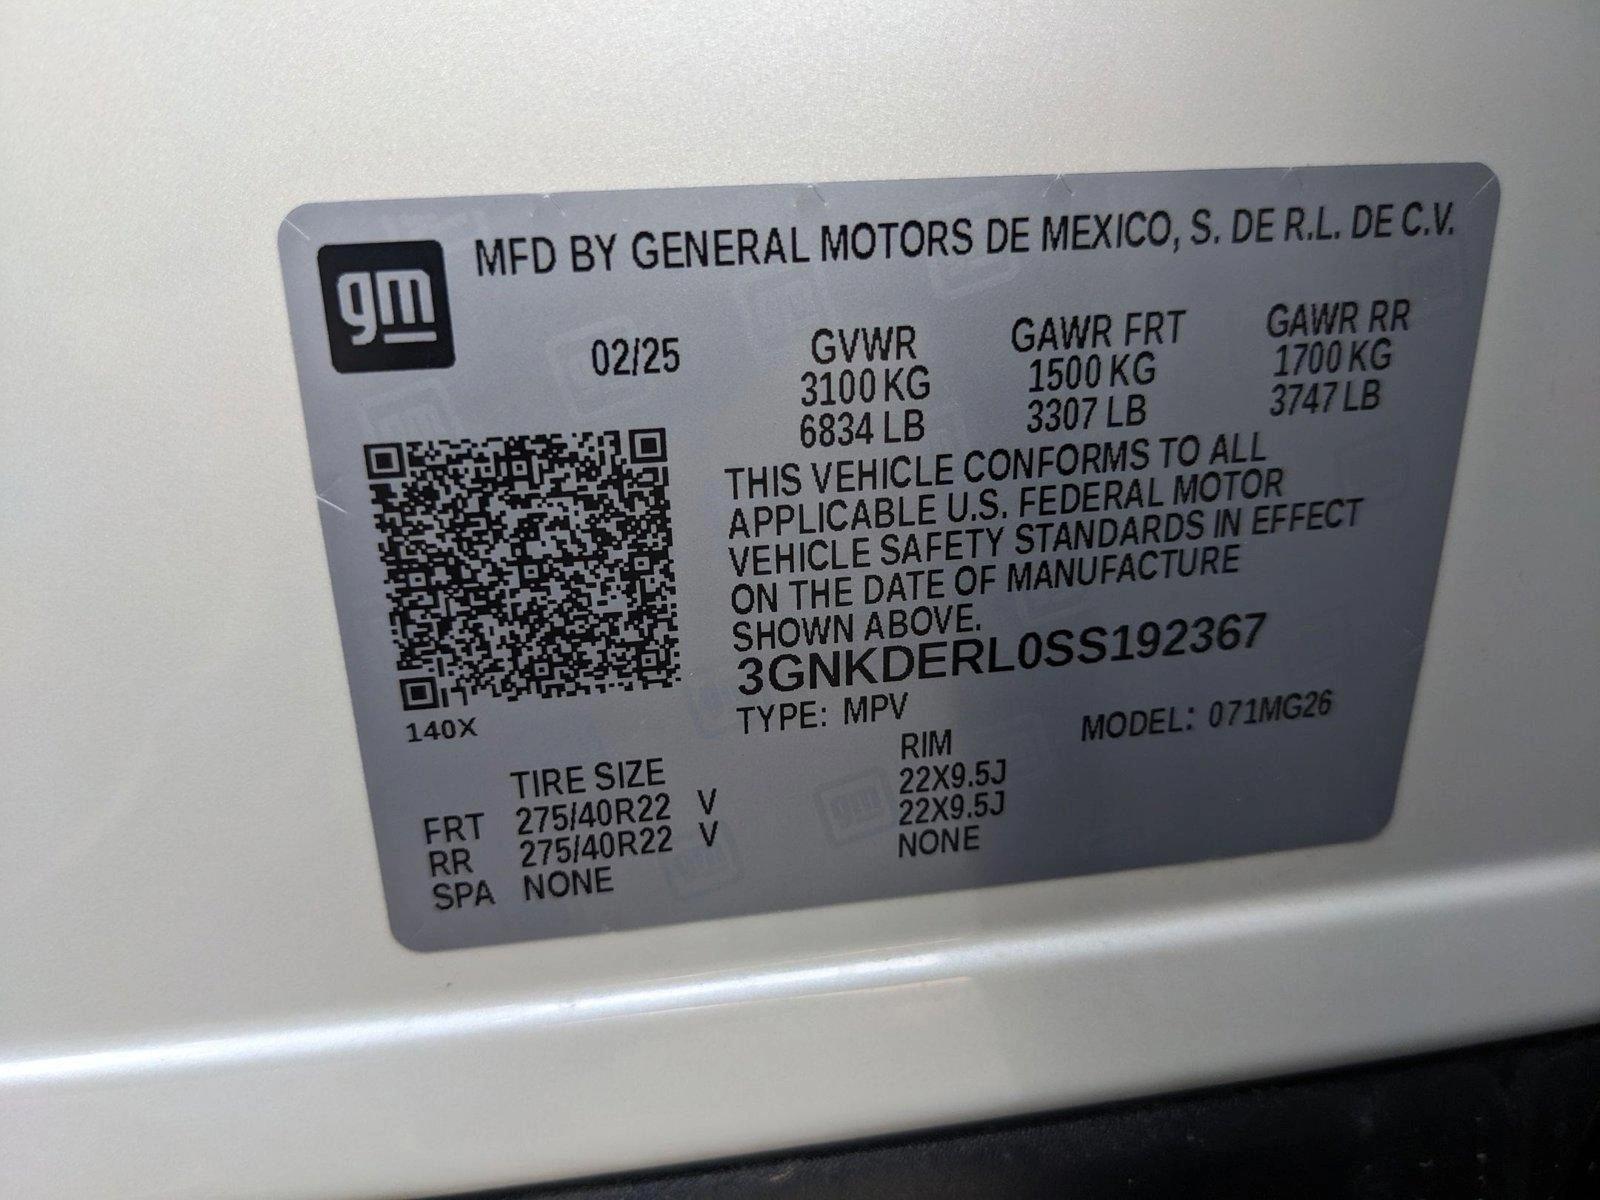 gm
MFD BY GENERAL MOTORS DE MEXICO, S. DE R.L. DE C.V.
02/25 GVWR GAWR FRT GAWR RR
3100 KG 1500 KG 1700 KG
6834 LB 3307 LB 3747 LB
THIS VEHICLE CONFORMS TO ALL
APPLICABLE U.S. FEDERAL MOTOR
VEHICLE SAFETY STANDARDS IN EFFECT
ON THE DATE OF MANUFACTURE
SHOWN ABOVE.
3GNKDERL0SS192367
140X
TYPE: MPV MODEL: 071MG26
TIRE SIZE RIM
FRT 275/40R22 V 22X9.5J
RR 275/40R22 V 22X9.5J
SPA NONE NONE